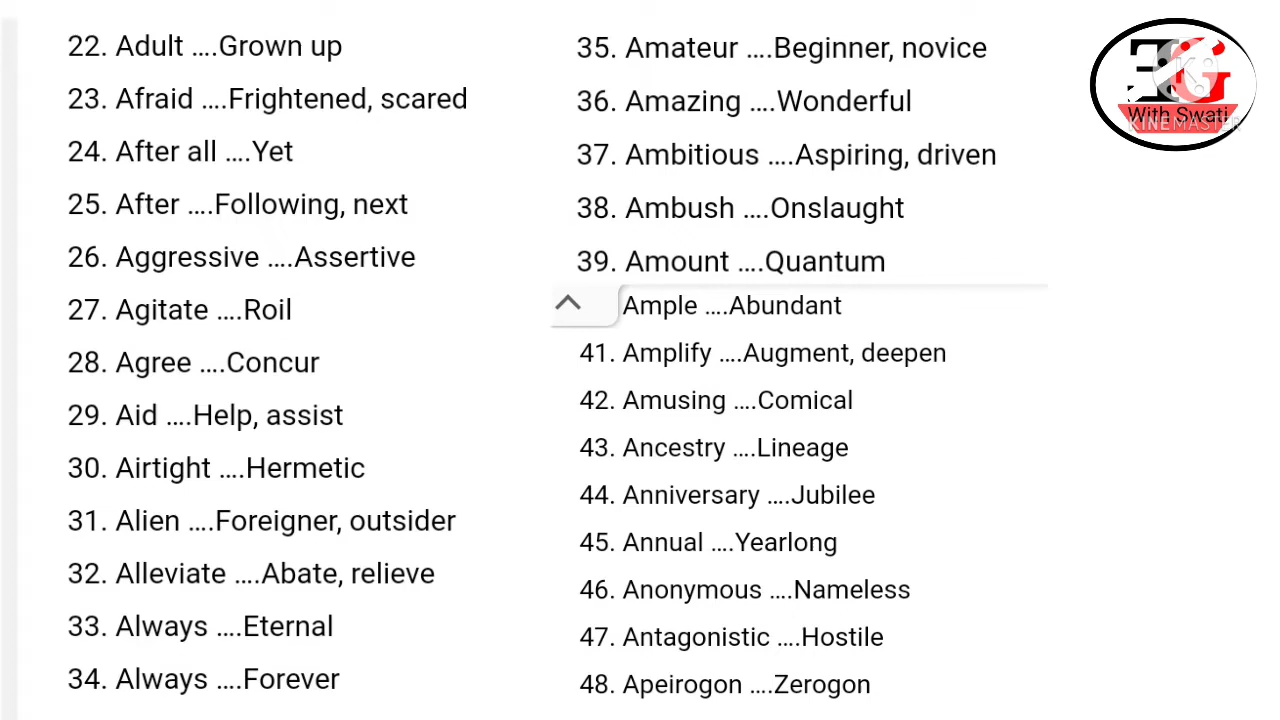 22. Adult ....Grown up
23. Afraid ....Frightened, scared
24. After all ....Yet
25. After ....Following, next
26. Aggressive ....Assertive
27. Agitate ....Roil
28. Agree ....Concur
29. Aid ....Help, assist
30. Airtight ....Hermetic
31. Alien ....Foreigner, outsider
32. Alleviate ....Abate, relieve
33. Always ....Eternal
34. Always ....Forever
35. Amateur ....Beginner, novice
36. Amazing ....Wonderful
37. Ambitious ....Aspiring, driven
38. Ambush ....Onslaught
39. Amount ....Quantum
Ample ....Abundant
41. Amplify ....Augment, deepen
42. Amusing ....Comical
43. Ancestry ....Lineage
44. Anniversary ....Jubilee
45. Annual ....Yearlong
46. Anonymous ....Nameless
47. Antagonistic ....Hostile
48. Apeirogon ....Zerogon
With Swati
KINEMASTER